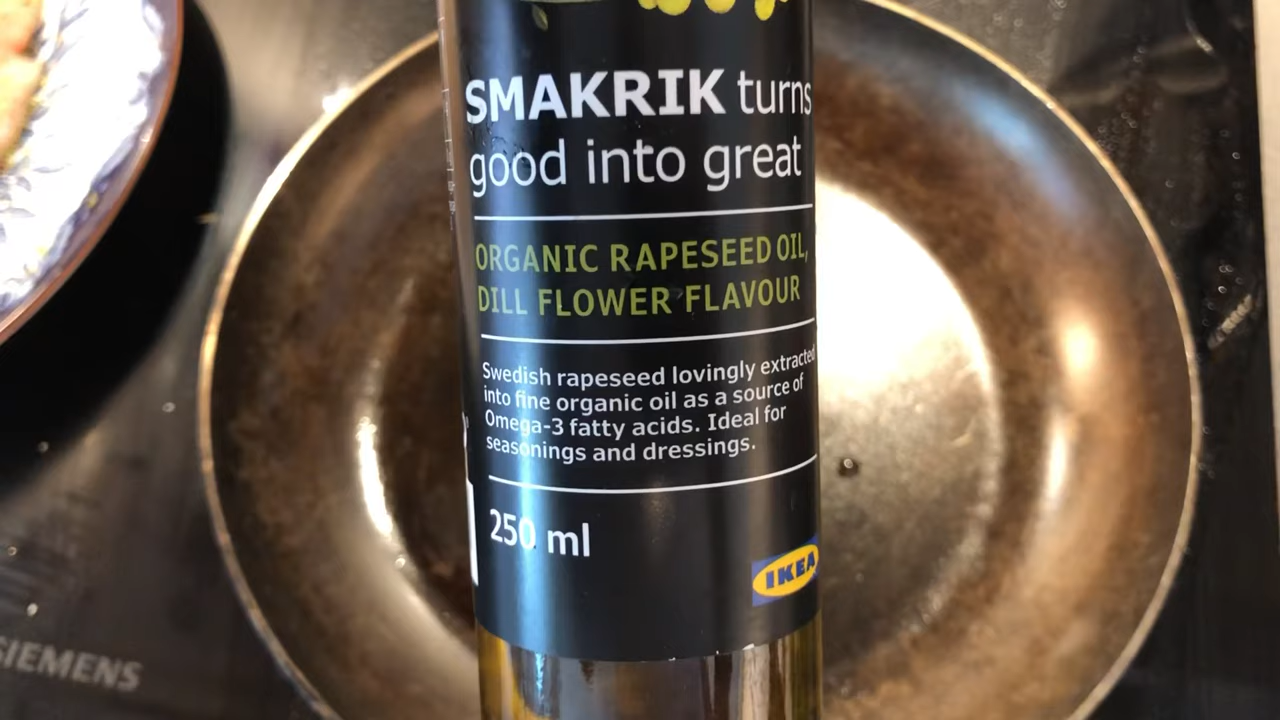 SMAKRIK turns
good into great
ORGANIC RAPESEED OIL,
DILL FLOWER FLAVOUR
Swedish rapeseed lovingly extracted
into fine organic oil as a source of
Omega-3 fatty acids. Ideal for
seasonings and dressings.
250 ml
IKEA
SIEMENS